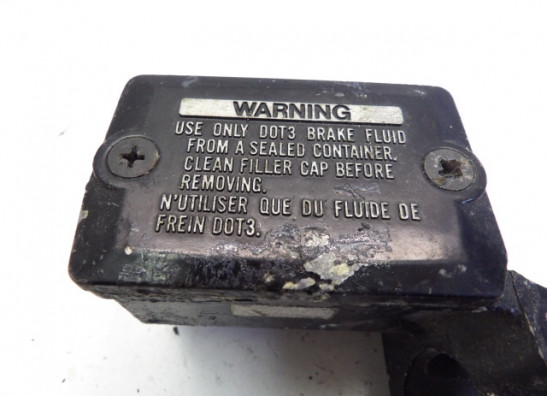 WARNING
USE ONLY DOT3 BRAKE FLUID
FROM A SEALED CONTAINER.
CLEAN FILLER CAP BEFORE
REMOVING.
N'UTILISER QUE DU FLUIDE DE
FREIN DOT3.